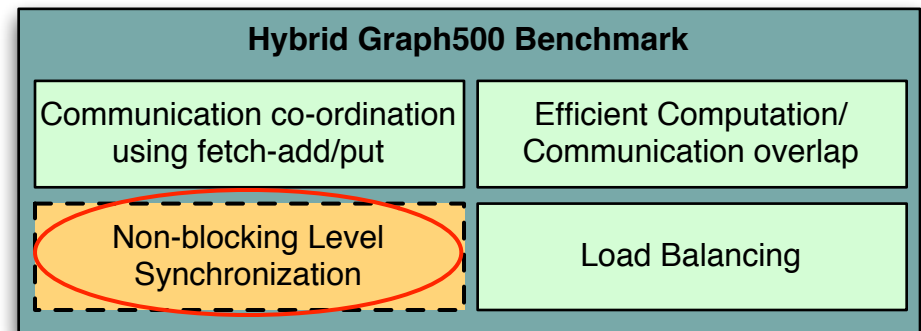 Hybrid Graph500 Benchmark
Communication co-ordination
using fetch-add/put
Efficient Computation/
Communication overlap
Non-blocking Level
Synchronization
Load Balancing